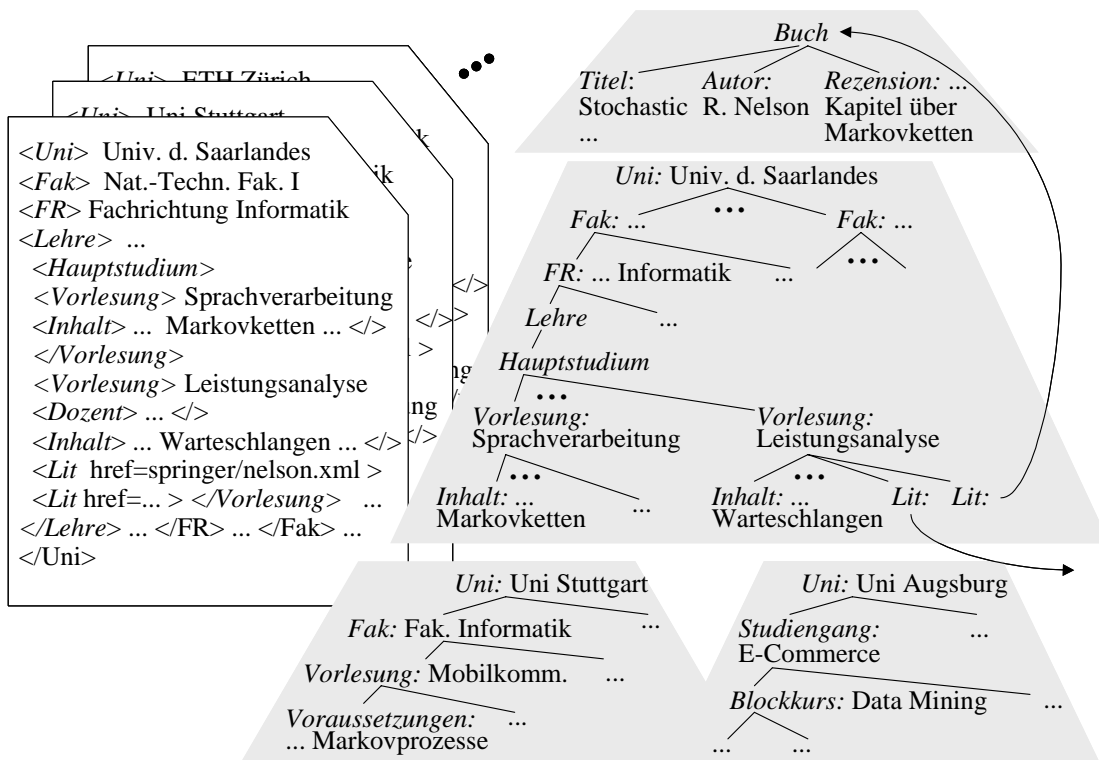 <Uni> ETH Zürich
<Uni> Uni Stuttgart
<Uni> Univ. d. Saarlandes
<Fak> Nat.-Techn. Fak. I
<FR> Fachrichtung Informatik
<Lehre> ...
<Hauptstudium>
<Vorlesung> Sprachverarbeitung
<Inhalt> ... Markovketten ... </>
</Vorlesung>
<Vorlesung> Leistungsanalyse
<Dozent> ... </>
<Inhalt> ... Warteschlangen ... </>
<Lit href=springer/nelson.xml >
<Lit href=... > </Vorlesung> ...
</Lehre> ... </FR> ... </Fak> ...
</Uni>
k
ik
e
</>
</>>
>
ng
ng
</>
Buch
Titel: Autor: Rezension: ...
Stochastic R. Nelson Kapitel über
... Markovketten
Uni: Univ. d. Saarlandes
...
Fak: ... Fak: ...
...
FR: ... Informatik ...
Lehre ...
Hauptstudium
...
Vorlesung: Vorlesung:
Sprachverarbeitung Leistungsanalyse
... ...
Inhalt: ... ... Inhalt: ... Lit: Lit:
Markovketten Warteschlangen
Uni: Uni Stuttgart
Fak: Fak. Informatik ...
Vorlesung: Mobilkomm. ...
Voraussetzungen: ...
... Markovprozesse
Uni: Uni Augsburg
Studiengang: ...
E-Commerce
Blockkurs: Data Mining ...
... ...